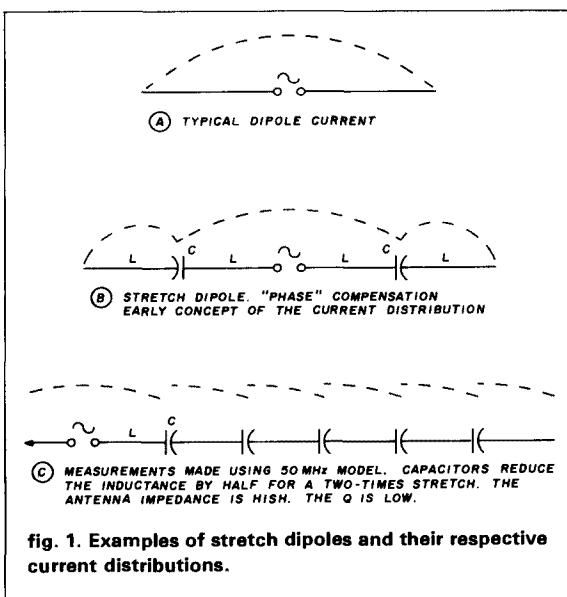 A TYPICAL DIPOLE CURRENT
C C
L L L L
B STRETCH DIPOLE. "PHASE" COMPENSATION
EARLY CONCEPT OF THE CURRENT DISTRIBUTION
L C
C MEASUREMENTS MADE USING 50 MHz MODEL. CAPACITORS REDUCE
THE INDUCTANCE BY HALF FOR A TWO-TIMES STRETCH. THE
ANTENNA IMPEDANCE IS HISH. THE Q IS LOW.
fig. 1. Examples of stretch dipoles and their respective
current distributions.